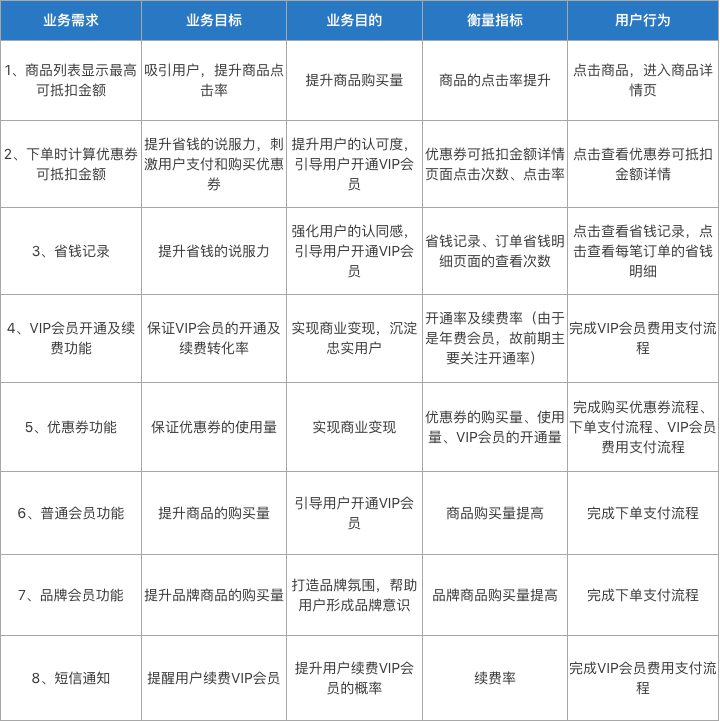 业务需求
业务目标
业务目的
衡量指标
用户行为
1、商品列表显示最高
可抵扣金额
吸引用户，提升商品点
击率
提升商品购买量
商品的点击率提升
点击商品，进入商品详
情页
2、下单时计算优惠券
可抵扣金额
提升省钱的说服力，刺
激用户支付和购买优惠
券
提升用户的认可度，
引导用户开通VIP会
员
优惠券可抵扣金额详情
页面点击次数、点击率
点击查看优惠券可抵扣
金额详情
3、省钱记录
提升省钱的说服力
强化用户的认同感，
引导用户开通VIP会
员
省钱记录、订单省钱明
细页面的查看次数
点击查看省钱记录，点
击查看每笔订单的省钱
明细
4、VIP会员开通及续
费功能
保证VIP会员的开通及
续费转化率
实现商业变现，沉淀
忠实用户
开通率及续费率（由于
是年费会员，故前期主
要关注开通率）
完成VIP会员费用支付流
程
5、优惠券功能
保证优惠券的使用量
实现商业变现
优惠券的购买量、使用
量、VIP会员的开通量
完成购买优惠券流程、
下单支付流程、VIP会员
费用支付流程
6、普通会员功能
提升商品的购买量
引导用户开通VIP会
员
商品购买量提高
完成下单支付流程
7、品牌会员功能
提升品牌商品的购买量
打造品牌氛围，帮助
用户形成品牌意识
品牌商品购买量提高
完成下单支付流程
8、短信通知
提醒用户续费VIP会员
提升用户续费VIP会
员的概率
续费率
完成VIP会员费用支付流
程